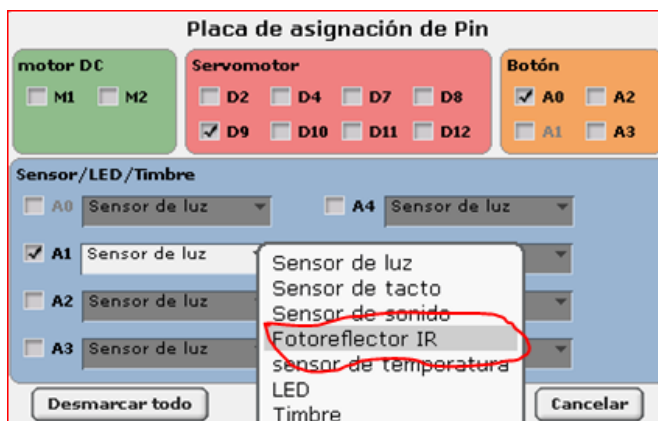 Placa de asignación de Pin
motor DC
M1 M2
Servomotor
D2 D4 D7 D8
D9 D10 D11 D12
Botón
A0 A2
A1 A3
Sensor/LED/Timbre
A0 Sensor de luz A4 Sensor de luz
A1 Sensor de luz
A2 Sensor de luz
A3 Sensor de luz
Sensor de luz
Sensor de tacto
Sensor de sonido
Fotoreflector IR
sensor de temperatura
LED
Timbre
Desmarcar todo Cancelar